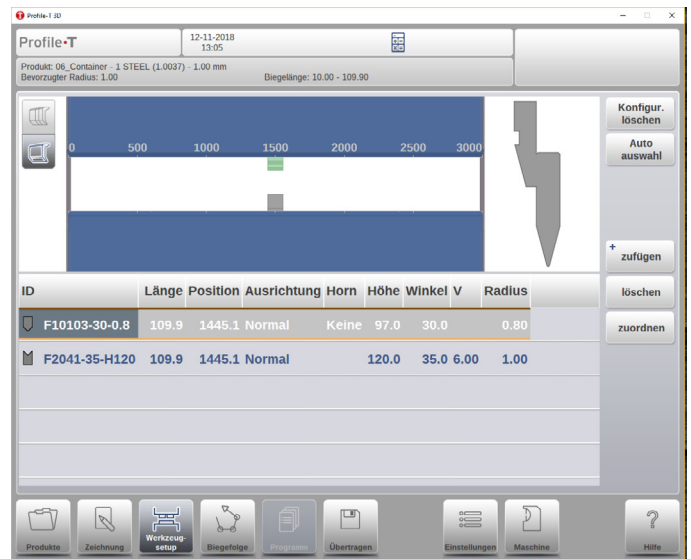 Profile-T 3D
Profile•T
12-11-2018
13:05
Produkt: 06_Container - 1 STEEL (1.0037) - 1.00 mm
Bevorzugter Radius: 1.00 Biegelänge: 10.00 - 109.90
Konfigur.
löschen
Auto
auswahl
0 500 1000 1500 2000 2500 3000
+
zufügen
ID Länge Position Ausrichtung Horn Höhe Winkel V Radius
löschen
F10103-30-0.8 109.9 1445.1 Normal Keine 97.0 30.0 0.80
zuordnen
F2041-35-H120 109.9 1445.1 Normal 120.0 35.0 6.00 1.00
Produkte
Zeichnung
Werkzeug-
setup
Biegefolge
Programm
Übertragen
Einstellungen
Maschine
?
Hilfe